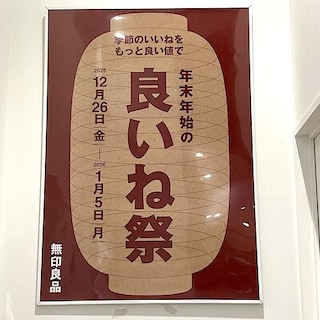 季節のいいねを
もっと良い値で
年末年始の
良いね祭
2025
12月26日 金
2026
1月5日 月
無印良品